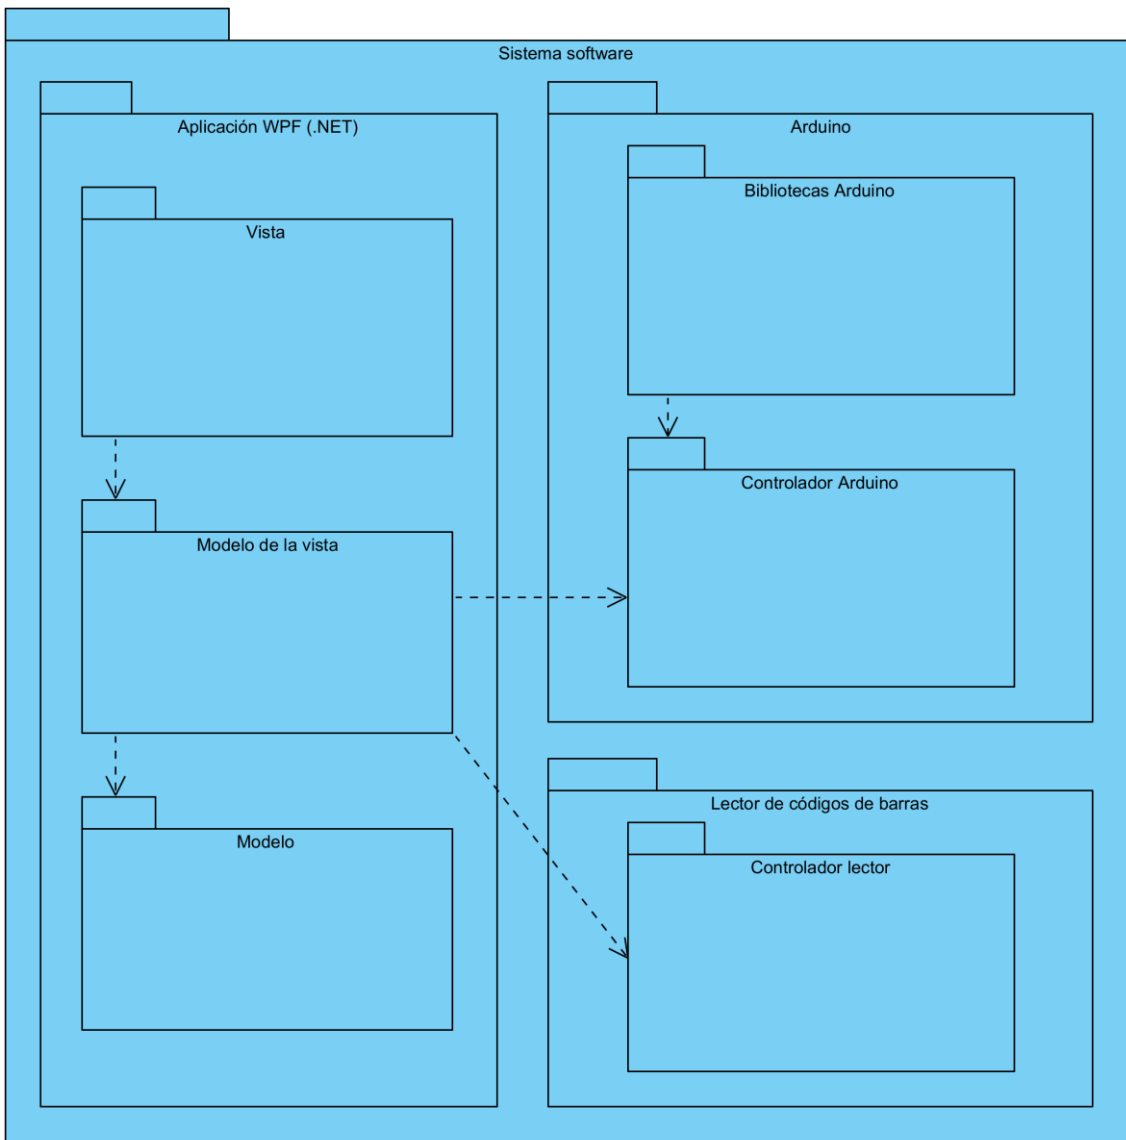 Sistema software
Aplicación WPF (.NET)
Vista
Modelo de la vista
Modelo
Arduino
Bibliotecas Arduino
Controlador Arduino
Lector de códigos de barras
Controlador lector